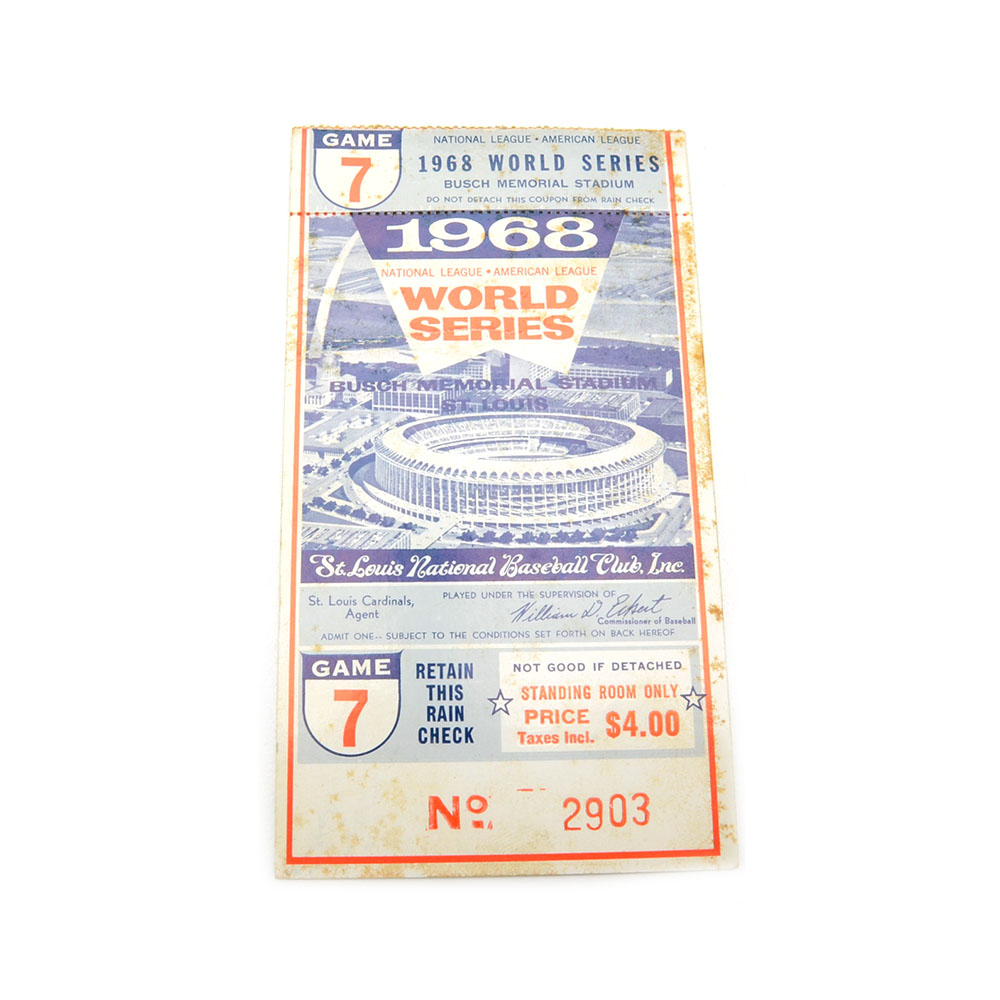 GAME
7
NATIONAL LEAGUE • AMERICAN LEAGUE
1968 WORLD SERIES
BUSCH MEMORIAL STADIUM
DO NOT DETACH THIS COUPON FROM RAIN CHECK
1968
NATIONAL LEAGUE • AMERICAN LEAGUE
WORLD
SERIES
BUSCH MEMORIAL STADIUM
ST. LOUIS
St. Louis National Baseball Club, Inc.
St. Louis Cardinals,
Agent
PLAYED UNDER THE SUPERVISION OF
William D. Eckert
Commissioner of Baseball
ADMIT ONE -- SUBJECT TO THE CONDITIONS SET FORTH ON BACK HEREOF
GAME
7
RETAIN
THIS
RAIN
CHECK
NOT GOOD IF DETACHED
STANDING ROOM ONLY
PRICE
Taxes Incl.
$4.00
No. 2903